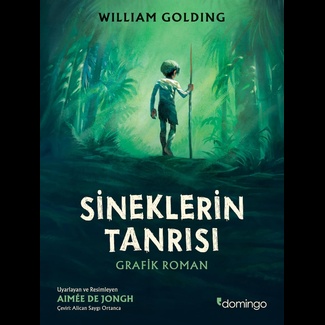 WILLIAM GOLDING
SİNEKLERİN
TANRISI
GRAFİK ROMAN
Uyarlayan ve Resimleyen
AIMÉE DE JONGH
Çeviri: Alican Saygı Ortanca
domingo